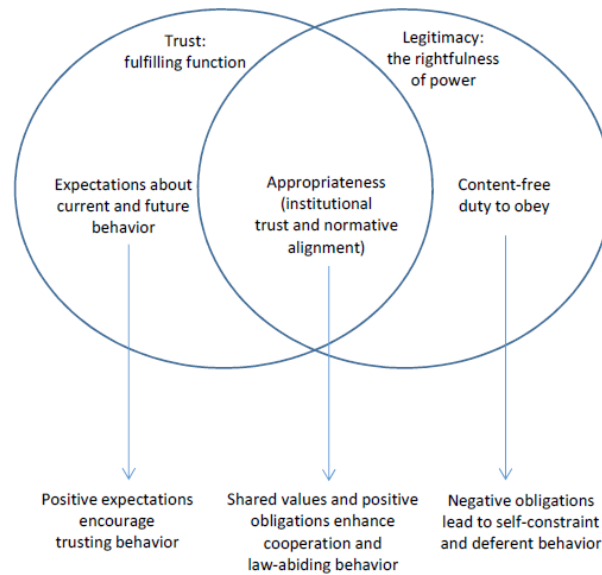 Trust:
fulfilling function
Legitimacy:
the rightfulness
of power
Expectations about
current and future
behavior
Appropriateness
(institutional
trust and normative
alignment)
Content-free
duty to obey
Positive expectations
encourage
trusting behavior
Shared values and positive
obligations enhance
cooperation and
law-abiding behavior
Negative obligations
lead to self-constraint
and deferent behavior